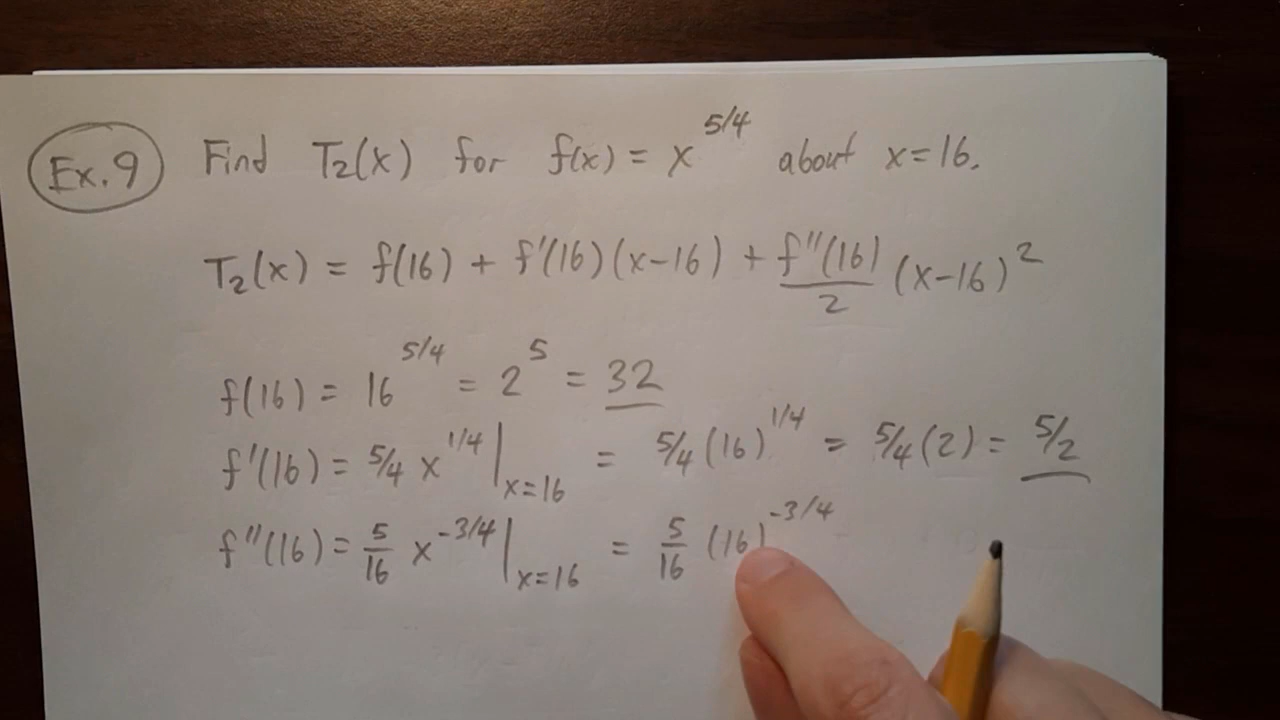 Ex. 9 Find T₂(x) for f(x) = x^5/4 about x=16.
T₂(x) = f(16) + f'(16)(x-16) + f''(16)/2 (x-16)²
f(16) = 16^5/4 = 2^5 = 32
f'(16) = 5/4 x^1/4 |x=16 = 5/4 (16)^1/4 = 5/4 (2) = 5/2
f''(16) = 5/16 x^-3/4 |x=16 = 5/16 (16)^-3/4